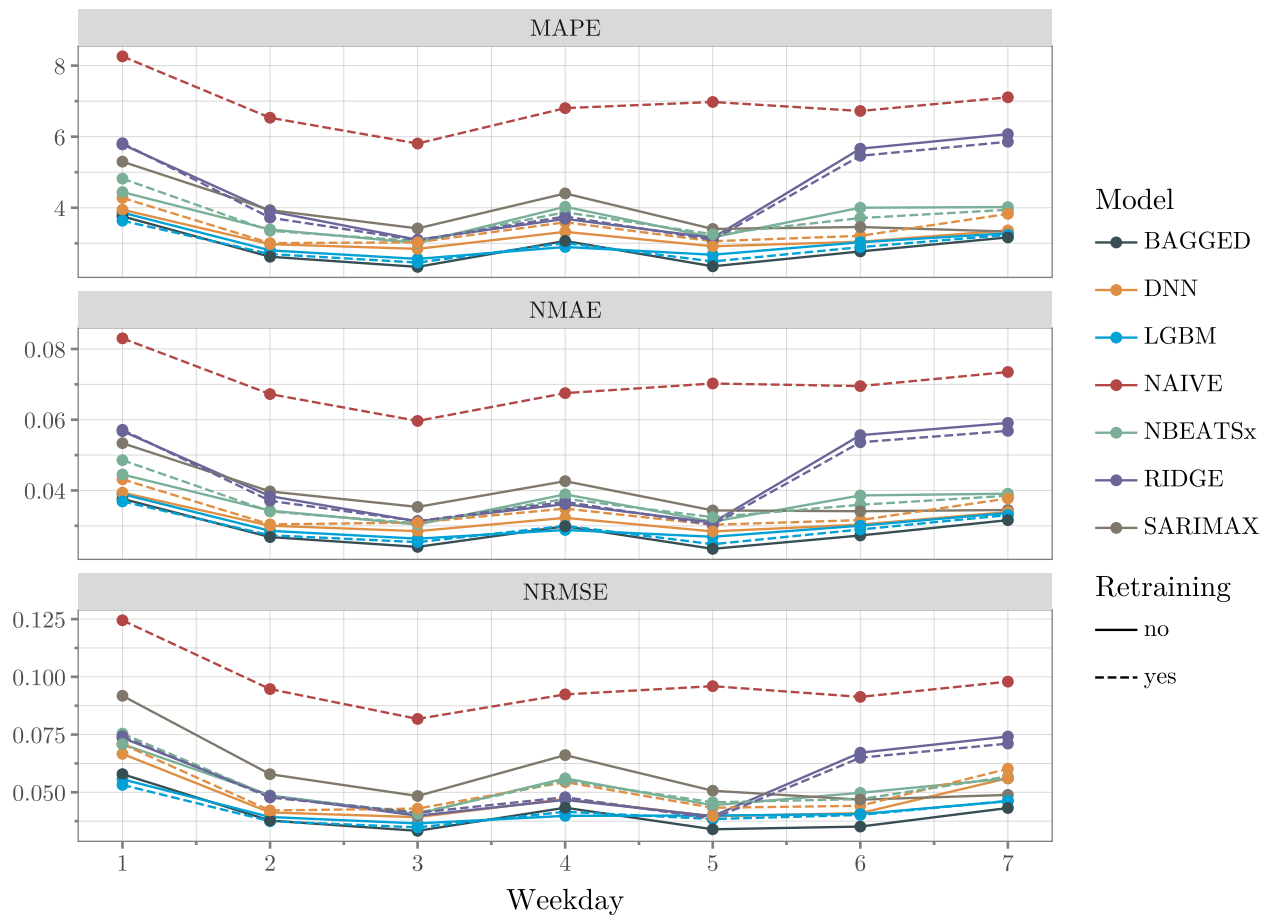 MAPE
8
6
4
NMAE
0.08
0.06
0.04
NRMSE
0.125
0.100
0.075
0.050
1 2 3 4 5 6 7
Weekday
Model
BAGGED
DNN
LGBM
NAIVE
NBEATSx
RIDGE
SARIMAX
Retraining
no
yes